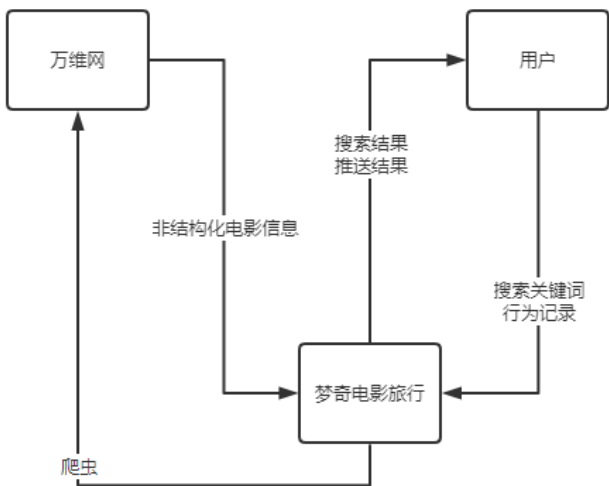 万维网
用户
搜索结果
推送结果
非结构化电影信息
搜索关键词
行为记录
梦奇电影旅行
爬虫